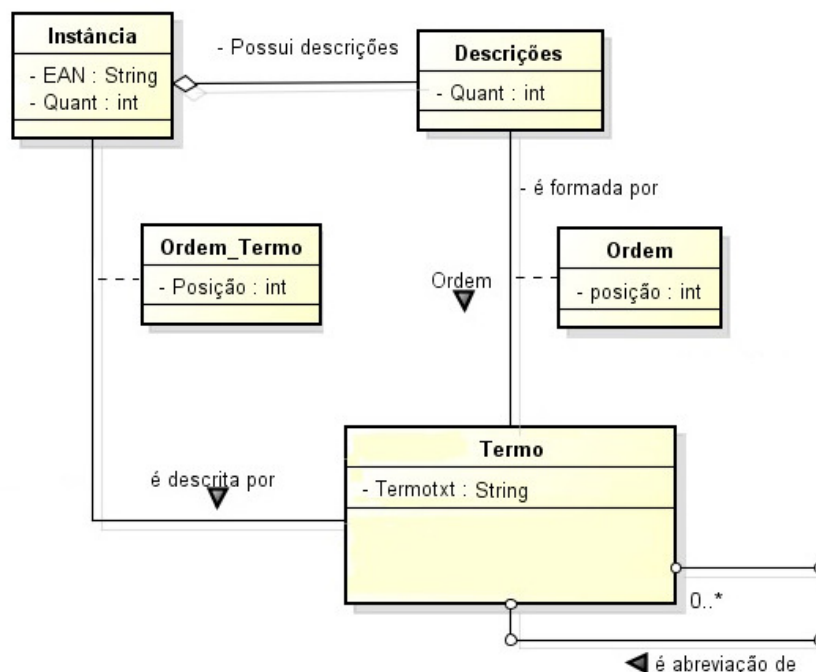 Instância
- EAN : String
- Quant : int
- Possui descrições
Descrições
- Quant : int
- é formada por
Ordem_Termo
- Posição : int
Ordem
Ordem
- posição : int
é descrita por
Termo
- Termotxt : String
0..*
é abreviação de